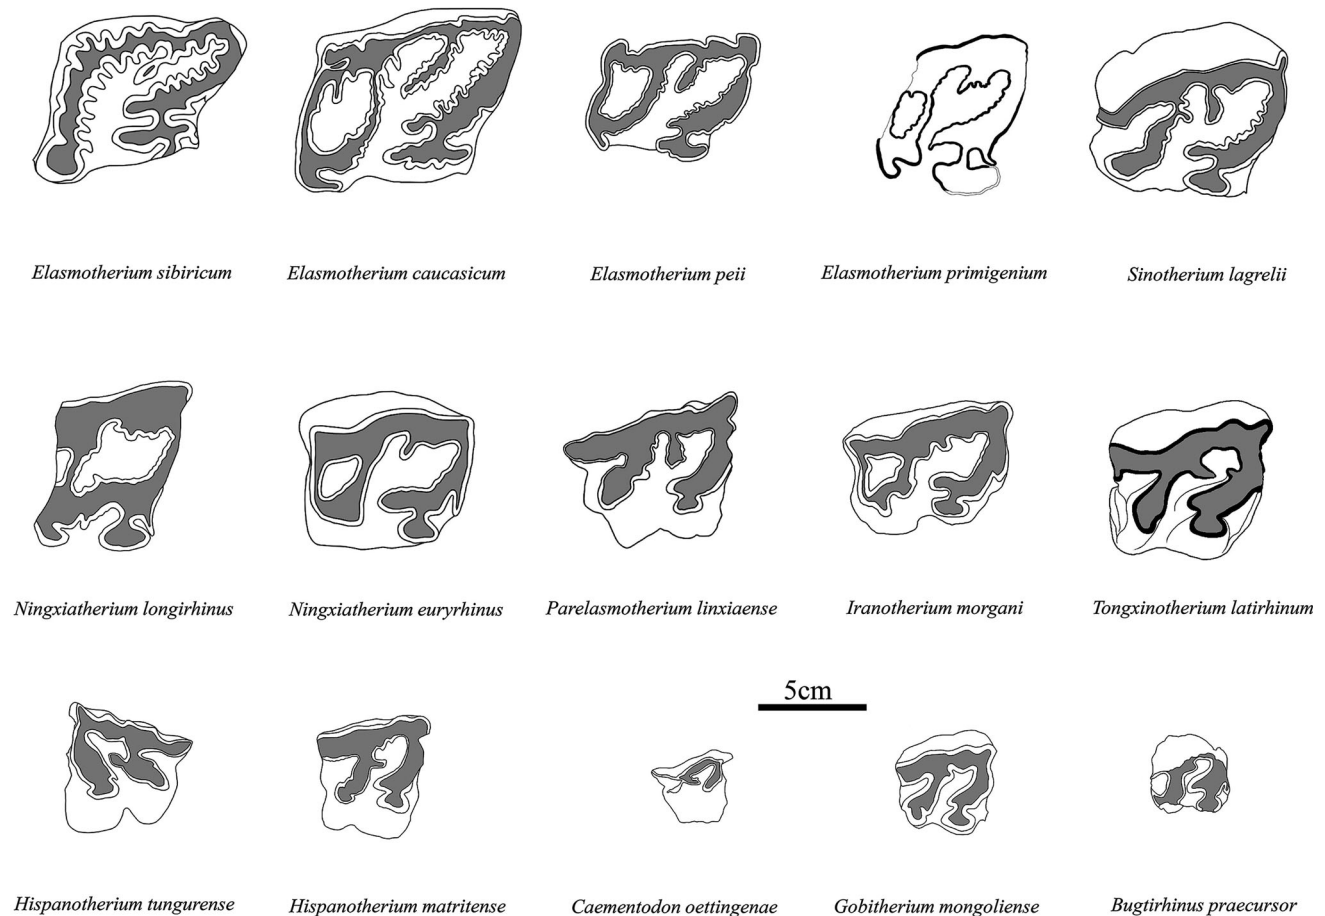 Elasmotherium sibiricum
Elasmotherium caucasicum
Elasmotherium peii
Elasmotherium primigenium
Sinotherium lagrelii
Ningxiatherium longirhinus
Ningxiatherium euryrhinus
Parelasmotherium linxiaense
Iranotherium morgani
Tongxinotherium latirhinum
5cm
Hispanotherium tungurense
Hispanotherium matritense
Caementodon oettingenae
Gobitherium mongoliense
Bugtirhinus praecursor